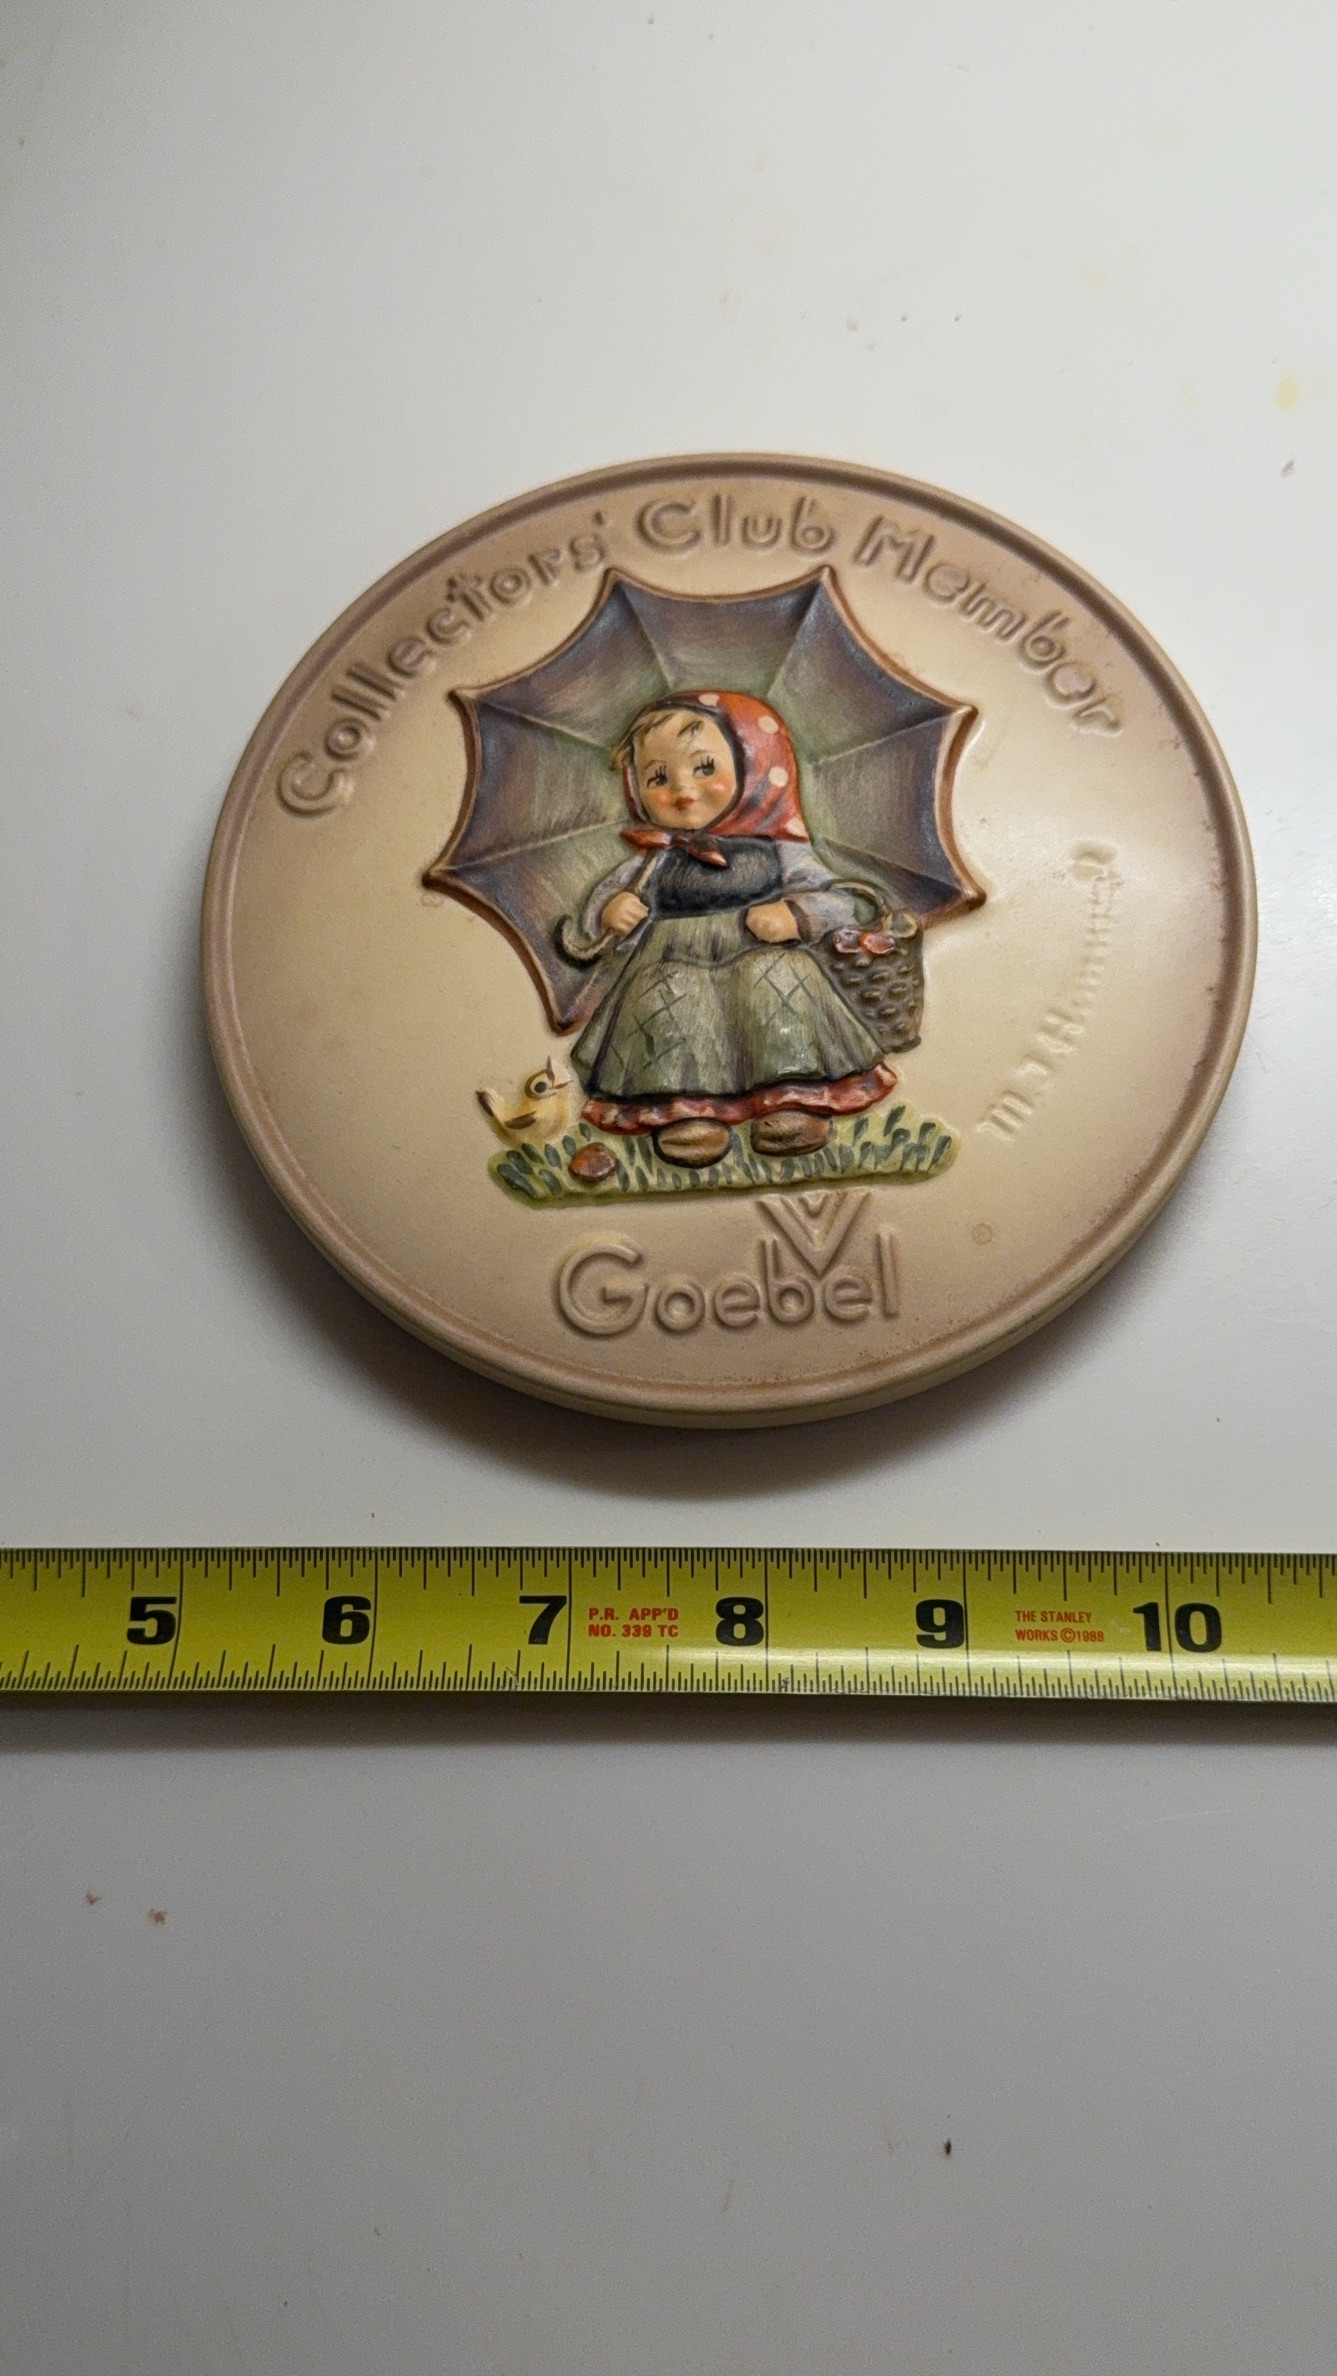 Collectors' Club Member
M.J. Hummel
®
Goebel
5 6 7 P.R. APP'D 8 9 THE STANLEY 10
NO. 339 TC WORKS ©1988